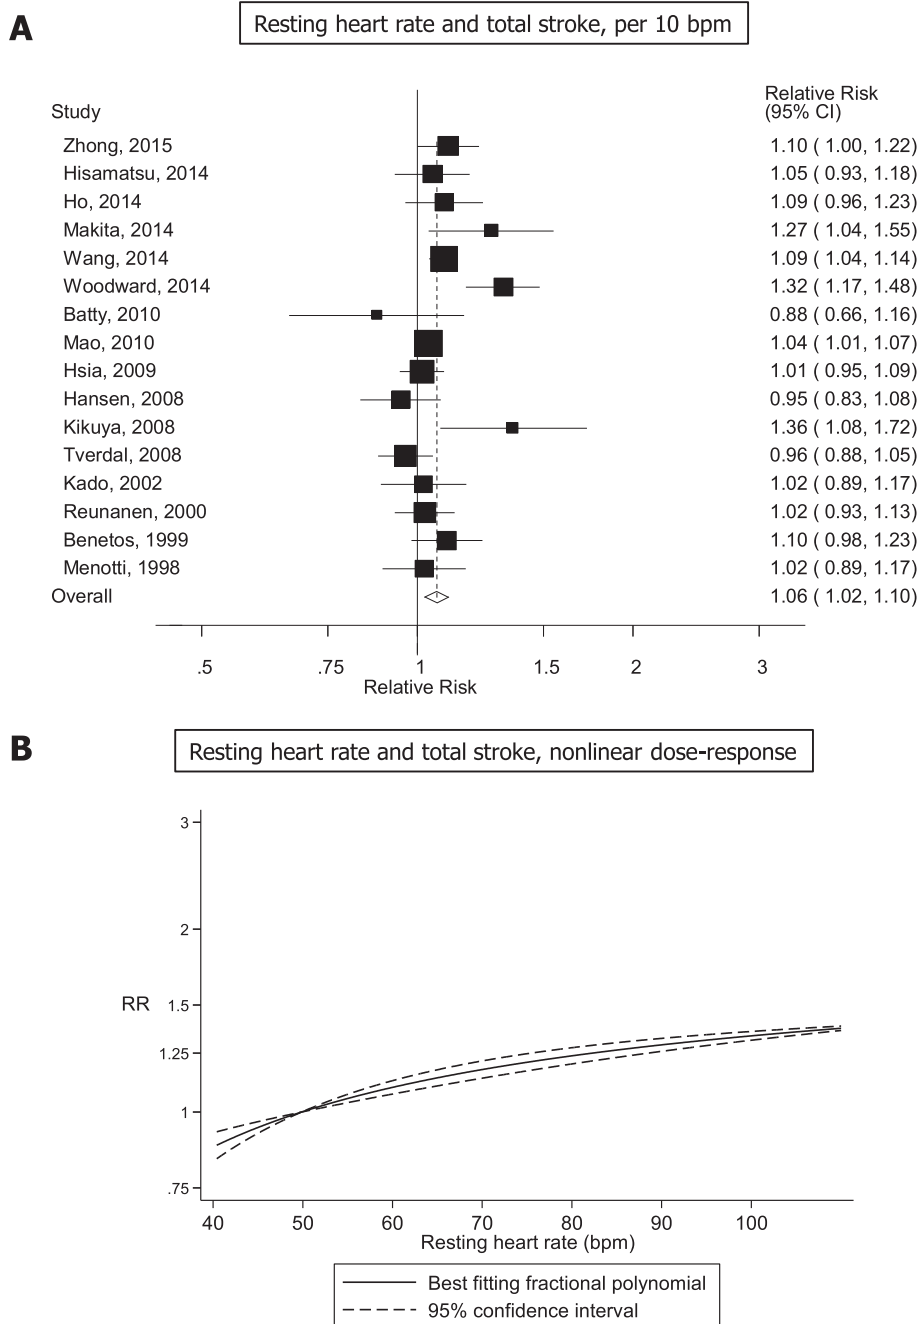 A
Resting heart rate and total stroke, per 10 bpm
Study
Relative Risk
(95% CI)
Zhong, 2015 1.10 ( 1.00, 1.22)
Hisamatsu, 2014 1.05 ( 0.93, 1.18)
Ho, 2014 1.09 ( 0.96, 1.23)
Makita, 2014 1.27 ( 1.04, 1.55)
Wang, 2014 1.09 ( 1.04, 1.14)
Woodward, 2014 1.32 ( 1.17, 1.48)
Batty, 2010 0.88 ( 0.66, 1.16)
Mao, 2010 1.04 ( 1.01, 1.07)
Hsia, 2009 1.01 ( 0.95, 1.09)
Hansen, 2008 0.95 ( 0.83, 1.08)
Kikuya, 2008 1.36 ( 1.08, 1.72)
Tverdal, 2008 0.96 ( 0.88, 1.05)
Kado, 2002 1.02 ( 0.89, 1.17)
Reunanen, 2000 1.02 ( 0.93, 1.13)
Benetos, 1999 1.10 ( 0.98, 1.23)
Menotti, 1998 1.02 ( 0.89, 1.17)
Overall 1.06 ( 1.02, 1.10)
.5 .75 1 1.5 2 3
Relative Risk
B
Resting heart rate and total stroke, nonlinear dose-response
3
2
RR
1.5
1.25
1
.75
40 50 60 70 80 90 100
Resting heart rate (bpm)
Best fitting fractional polynomial
95% confidence interval